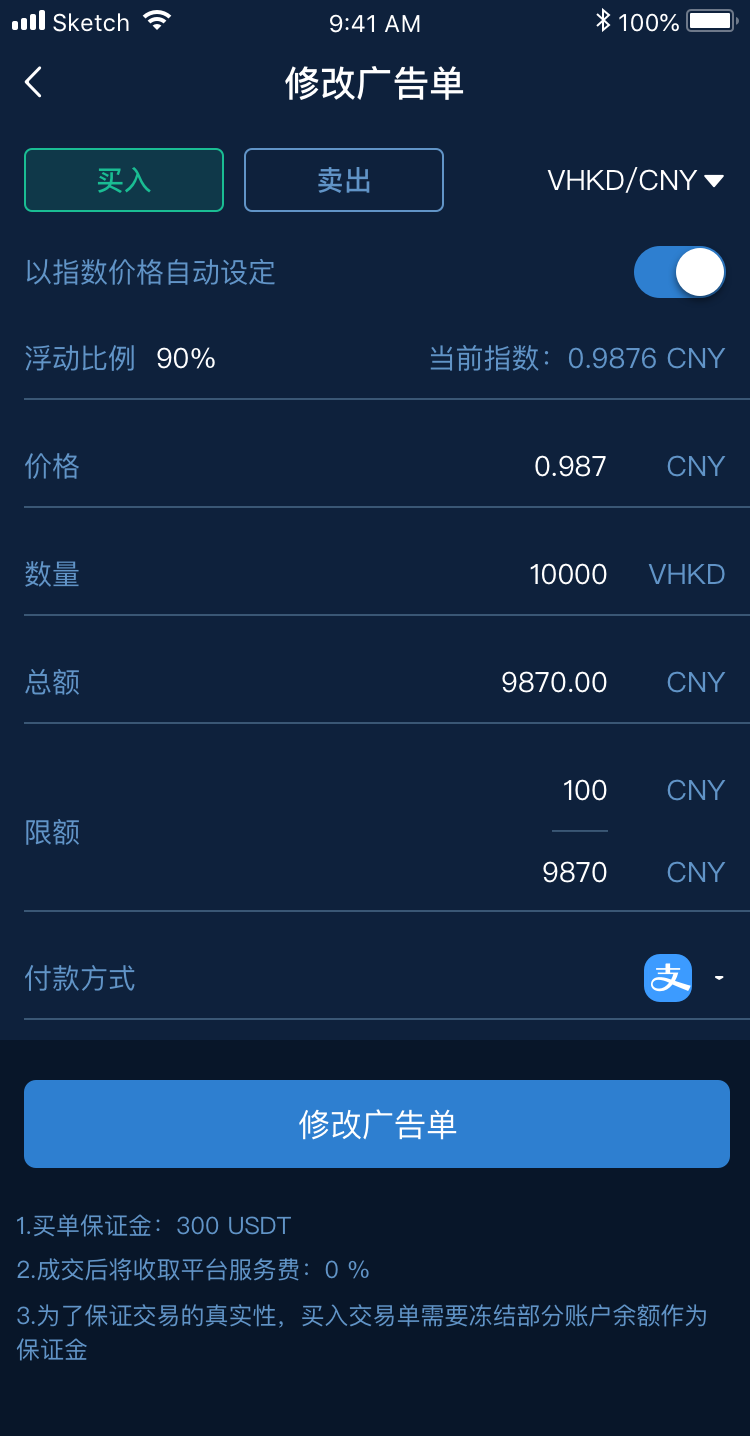 Sketch 9:41 AM 100%
修改广告单
买入 卖出 VHKD/CNY
以指数价格自动设定
浮动比例 90% 当前指数：0.9876 CNY
价格 0.987 CNY
数量 10000 VHKD
总额 9870.00 CNY
100 CNY
限额
9870 CNY
付款方式 支
修改广告单
1.买单保证金：300 USDT
2.成交后将收取平台服务费：0 %
3.为了保证交易的真实性，买入交易单需要冻结部分账户余额作为
保证金